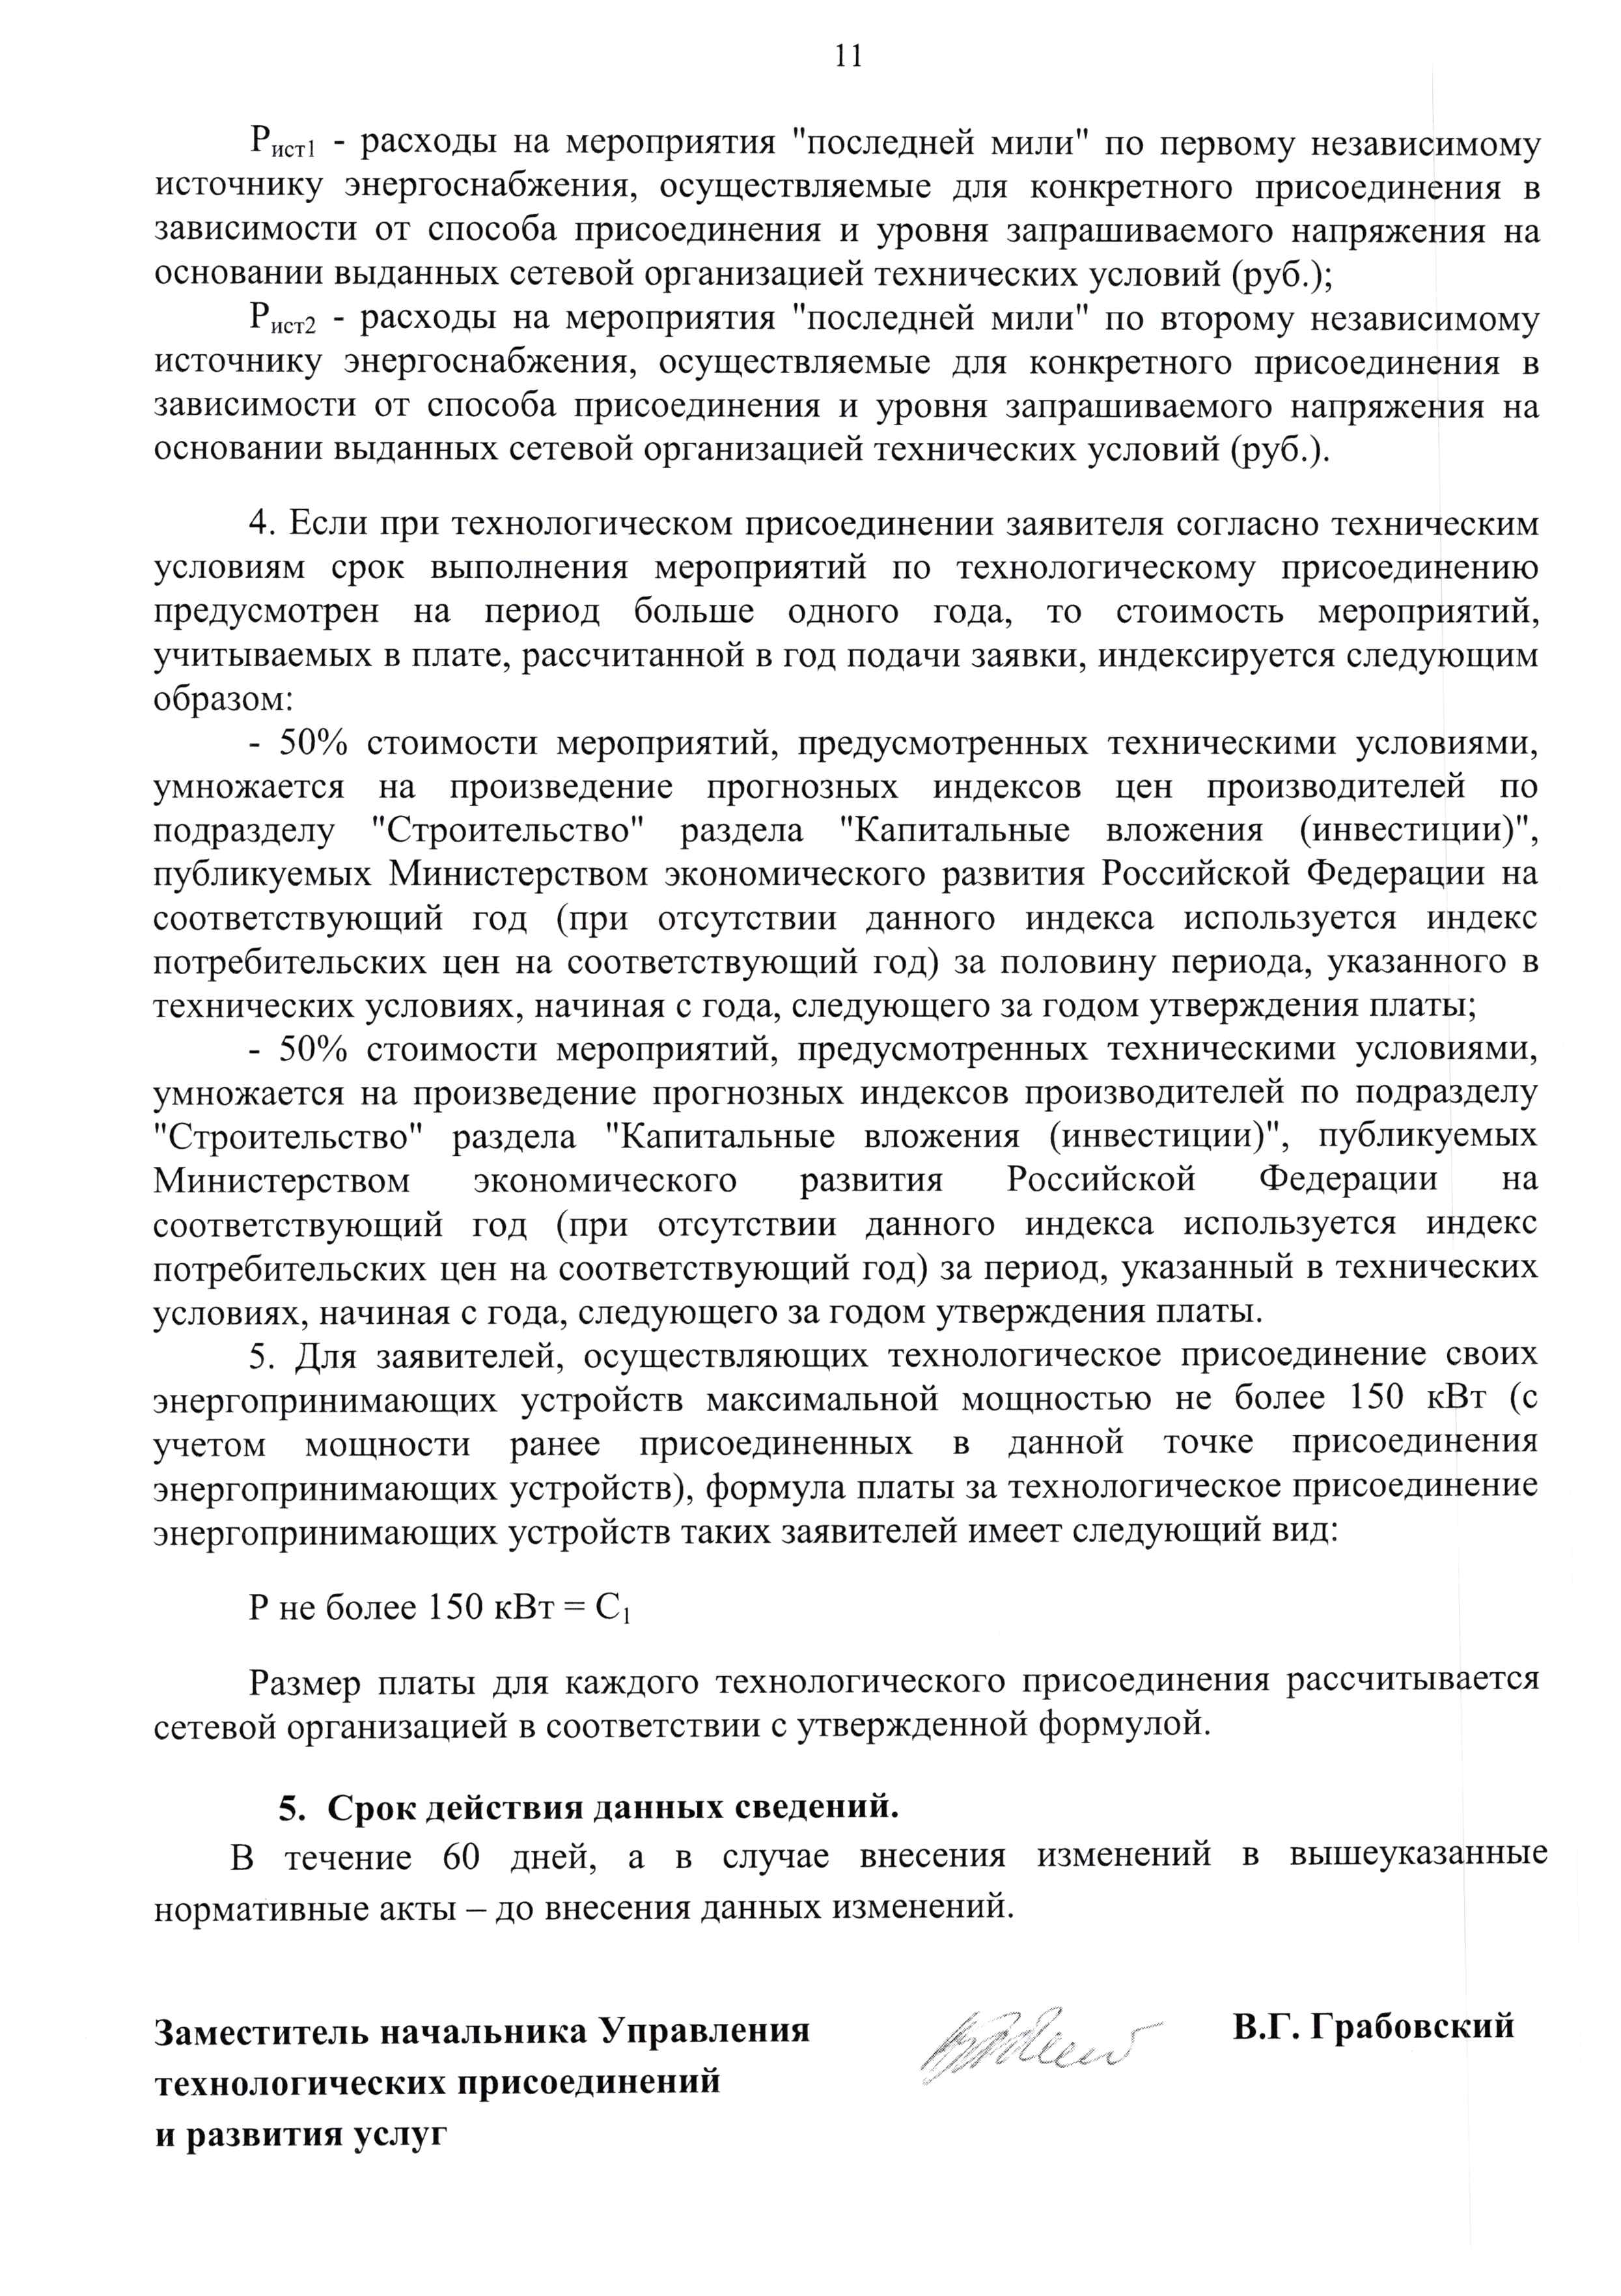 11
Рист1 - расходы на мероприятия "последней мили" по первому независимому
источнику энергоснабжения, осуществляемые для конкретного присоединения в
зависимости от способа присоединения и уровня запрашиваемого напряжения на
основании выданных сетевой организацией технических условий (руб.);
Рист2 - расходы на мероприятия "последней мили" по второму независимому
источнику энергоснабжения, осуществляемые для конкретного присоединения в
зависимости от способа присоединения и уровня запрашиваемого напряжения на
основании выданных сетевой организацией технических условий (руб.).
4. Если при технологическом присоединении заявителя согласно техническим
условиям срок выполнения мероприятий по технологическому присоединению
предусмотрен на период больше одного года, то стоимость мероприятий,
учитываемых в плате, рассчитанной в год подачи заявки, индексируется следующим
образом:
- 50% стоимости мероприятий, предусмотренных техническими условиями,
умножается на произведение прогнозных индексов цен производителей по
подразделу "Строительство" раздела "Капитальные вложения (инвестиции)",
публикуемых Министерством экономического развития Российской Федерации на
соответствующий год (при отсутствии данного индекса используется индекс
потребительских цен на соответствующий год) за половину периода, указанного в
технических условиях, начиная с года, следующего за годом утверждения платы;
- 50% стоимости мероприятий, предусмотренных техническими условиями,
умножается на произведение прогнозных индексов производителей по подразделу
"Строительство" раздела "Капитальные вложения (инвестиции)", публикуемых
Министерством экономического развития Российской Федерации на
соответствующий год (при отсутствии данного индекса используется индекс
потребительских цен на соответствующий год) за период, указанный в технических
условиях, начиная с года, следующего за годом утверждения платы.
5. Для заявителей, осуществляющих технологическое присоединение своих
энергопринимающих устройств максимальной мощностью не более 150 кВт (с
учетом мощности ранее присоединенных в данной точке присоединения
энергопринимающих устройств), формула платы за технологическое присоединение
энергопринимающих устройств таких заявителей имеет следующий вид:
Р не более 150 кВт = С1
Размер платы для каждого технологического присоединения рассчитывается
сетевой организацией в соответствии с утвержденной формулой.
5. Срок действия данных сведений.
В течение 60 дней, а в случае внесения изменений в вышеуказанные
нормативные акты – до внесения данных изменений.
Заместитель начальника Управления В.Г. Грабовский
технологических присоединений
и развития услуг